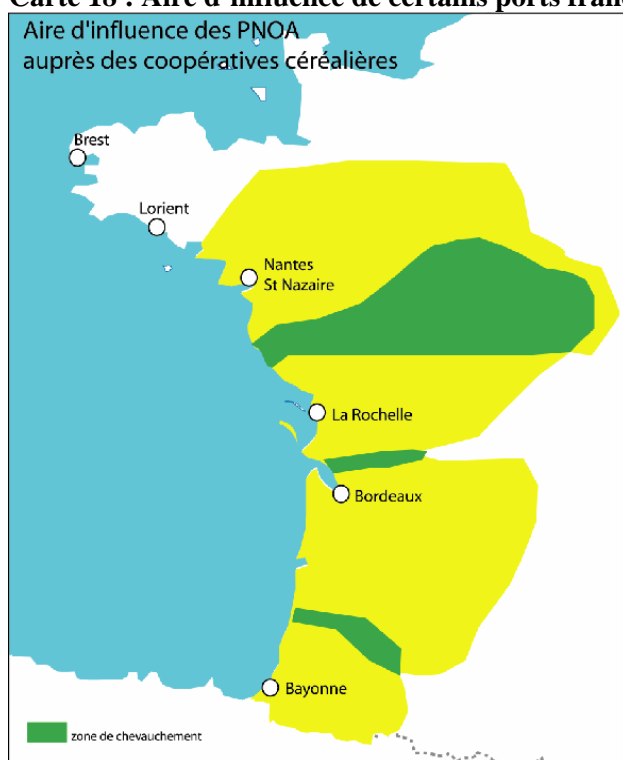 Carte 18 : Aire d'influence de certains ports
Aire d'influence des PNOA
auprès des coopératives céréalières
Brest
Lorient
Nantes
St Nazaire
La Rochelle
Bordeaux
Bayonne
zone de chevauchement